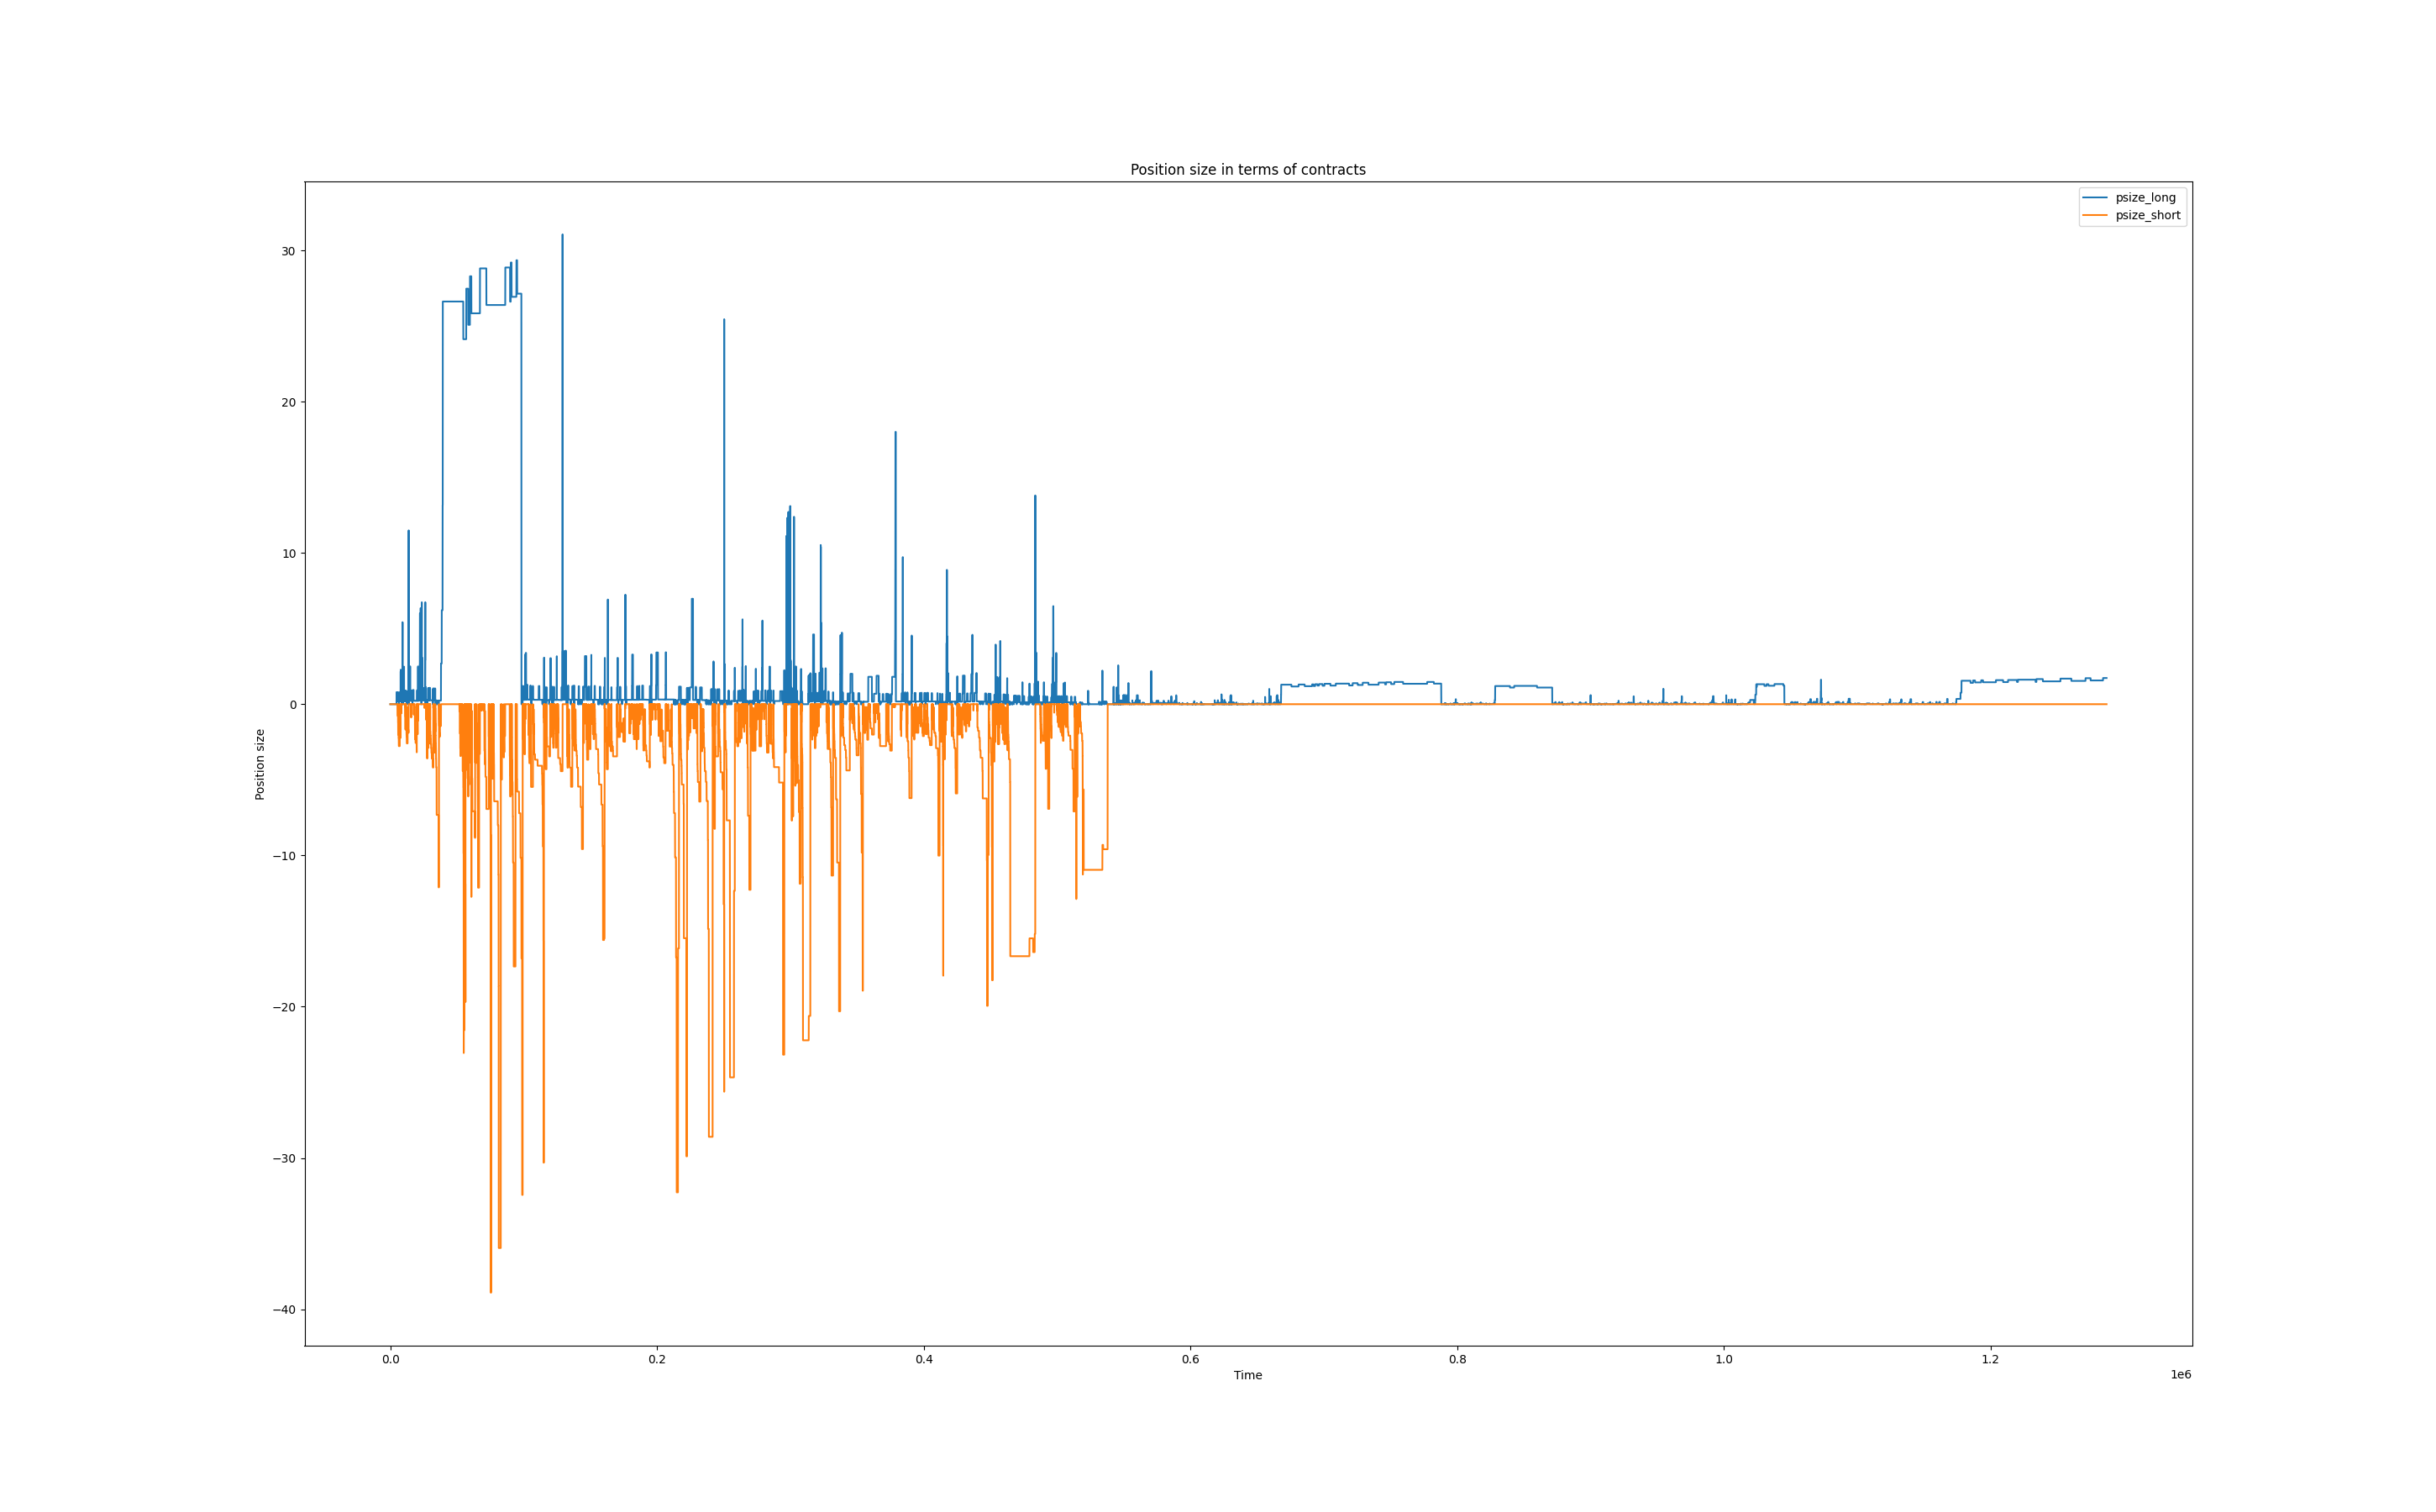 Position size in terms of contracts
psize_long
psize_short
30
20
10
0
−10
−20
−30
−40
Position size
0.0 0.2 0.4 0.6 0.8 1.0 1.2
Time
1e6